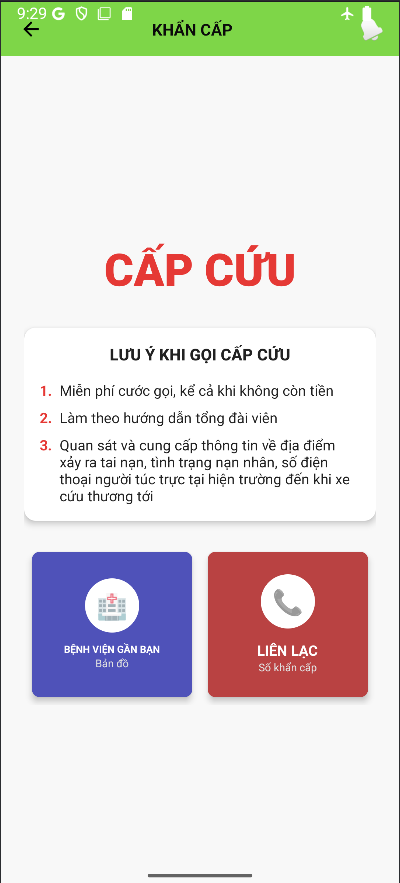 9:29
KHẨN CẤP
CẤP CỨU
LƯU Ý KHI GỌI CẤP CỨU
1. Miễn phí cước gọi, kể cả khi không còn tiền
2. Làm theo hướng dẫn tổng đài viên
3. Quan sát và cung cấp thông tin về địa điểm
xảy ra tai nạn, tình trạng nạn nhân, số điện
thoại người túc trực tại hiện trường đến khi xe
cứu thương tới
BỆNH VIỆN GẦN BẠN
Bản đồ
LIÊN LẠC
Số khẩn cấp